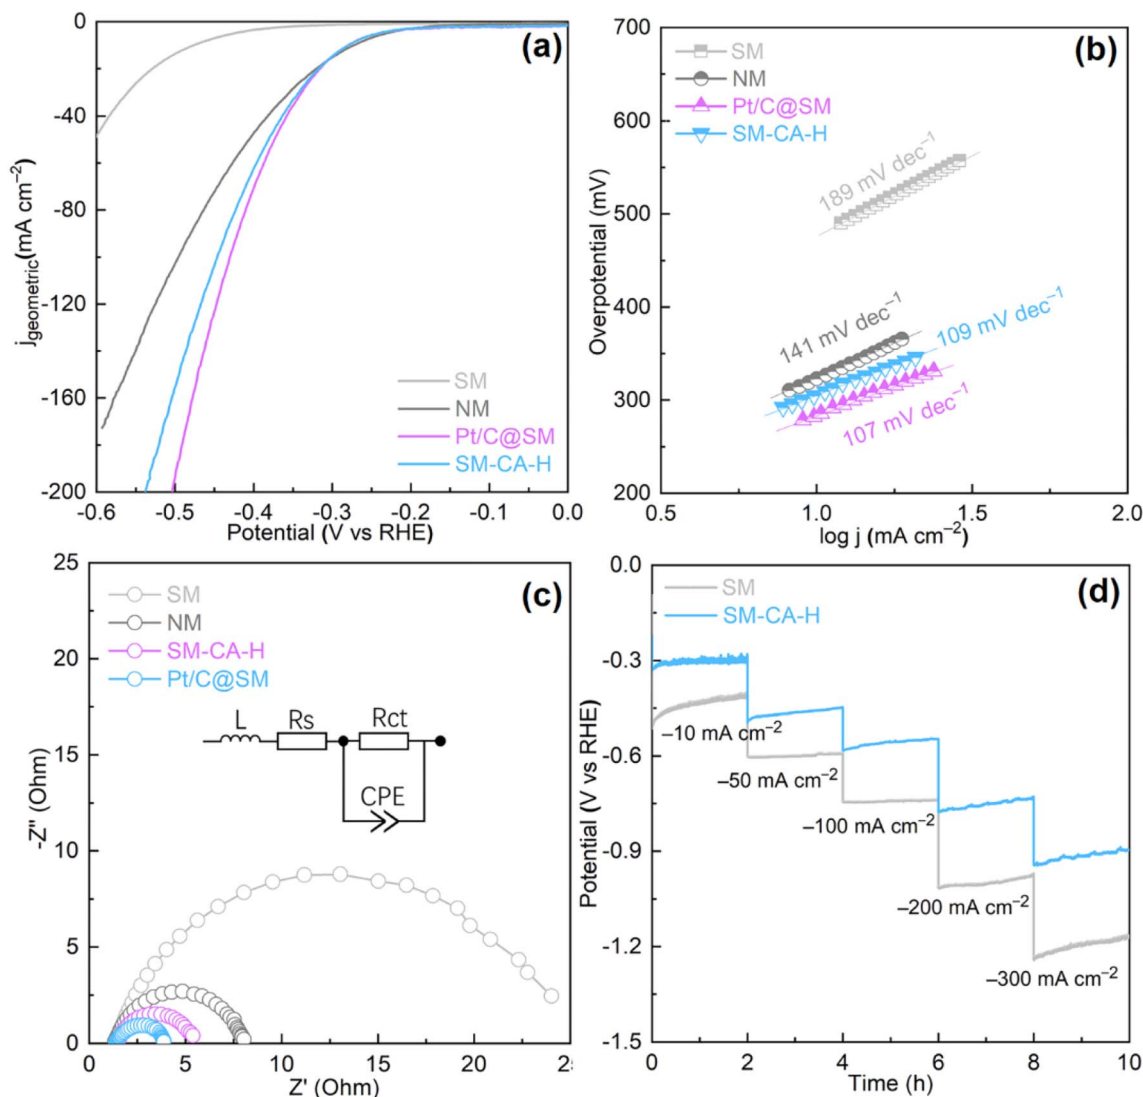 (a)
0
-40
-80
-120
-160
-200
j_geometric(mA cm⁻²)
SM
NM
Pt/C@SM
SM-CA-H
-0.6 -0.5 -0.4 -0.3 -0.2 -0.1 0.0
Potential (V vs RHE)
(b)
700
600
500
400
300
200
Overpotential (mV)
SM
NM
Pt/C@SM
SM-CA-H
189 mV dec⁻¹
141 mV dec⁻¹
109 mV dec⁻¹
107 mV dec⁻¹
0.5 1.0 1.5 2.0
log j (mA cm⁻²)
(c)
25
20
15
10
5
0
-Z'' (Ohm)
SM
NM
SM-CA-H
Pt/C@SM
L Rs Rct
CPE
0 5 10 15 20 25
Z' (Ohm)
(d)
0.0
-0.3
-0.6
-0.9
-1.2
-1.5
Potential (V vs RHE)
SM
SM-CA-H
–10 mA cm⁻²
–50 mA cm⁻²
–100 mA cm⁻²
–200 mA cm⁻²
–300 mA cm⁻²
0 2 4 6 8 10
Time (h)